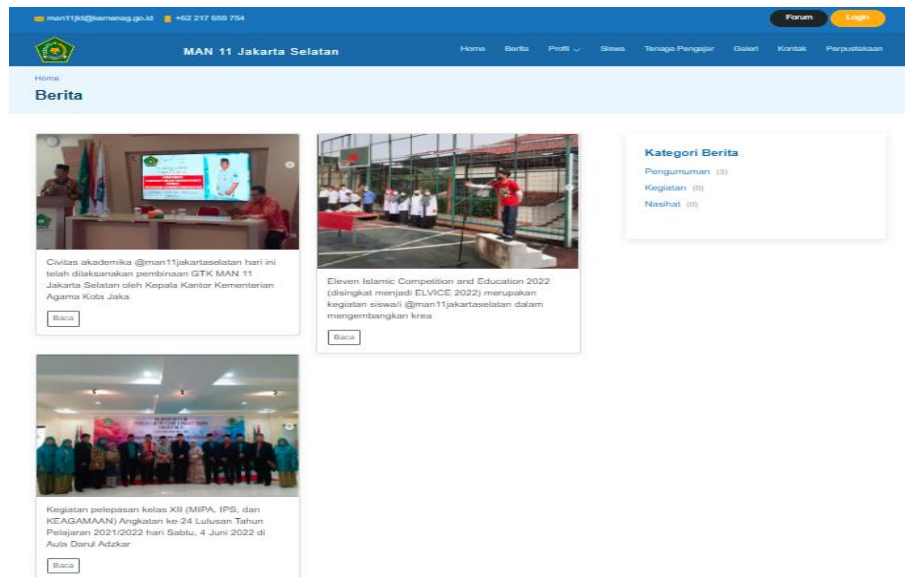 man11jkt@kemenag.go.id +62 217 659 754 Forum Login
MAN 11 Jakarta Selatan Home Berita Profil Siswa Tenaga Pengajar Galeri Kontak Perpustakaan
Home
Berita
Civitas akademika @man11jakartaselatan hari ini
telah dilaksanakan pembinaan GTK MAN 11
Jakarta Selatan oleh Kepala Kantor Kementerian
Agama Kota Jaka
Baca
Eleven Islamic Competition and Education 2022
(disingkat menjadi ELVICE 2022) merupakan
kegiatan siswa/i @man11jakartaselatan dalam
mengembangkan krea
Baca
Kategori Berita
Pengumuman (3)
Kegiatan (0)
Nasihat (0)
Kegiatan pelepasan kelas XII (MIPA, IPS, dan
KEAGAMAAN) Angkatan ke-24 Lulusan Tahun
Pelajaran 2021/2022 hari Sabtu, 4 Juni 2022 di
Aula Darul Adzkar
Baca